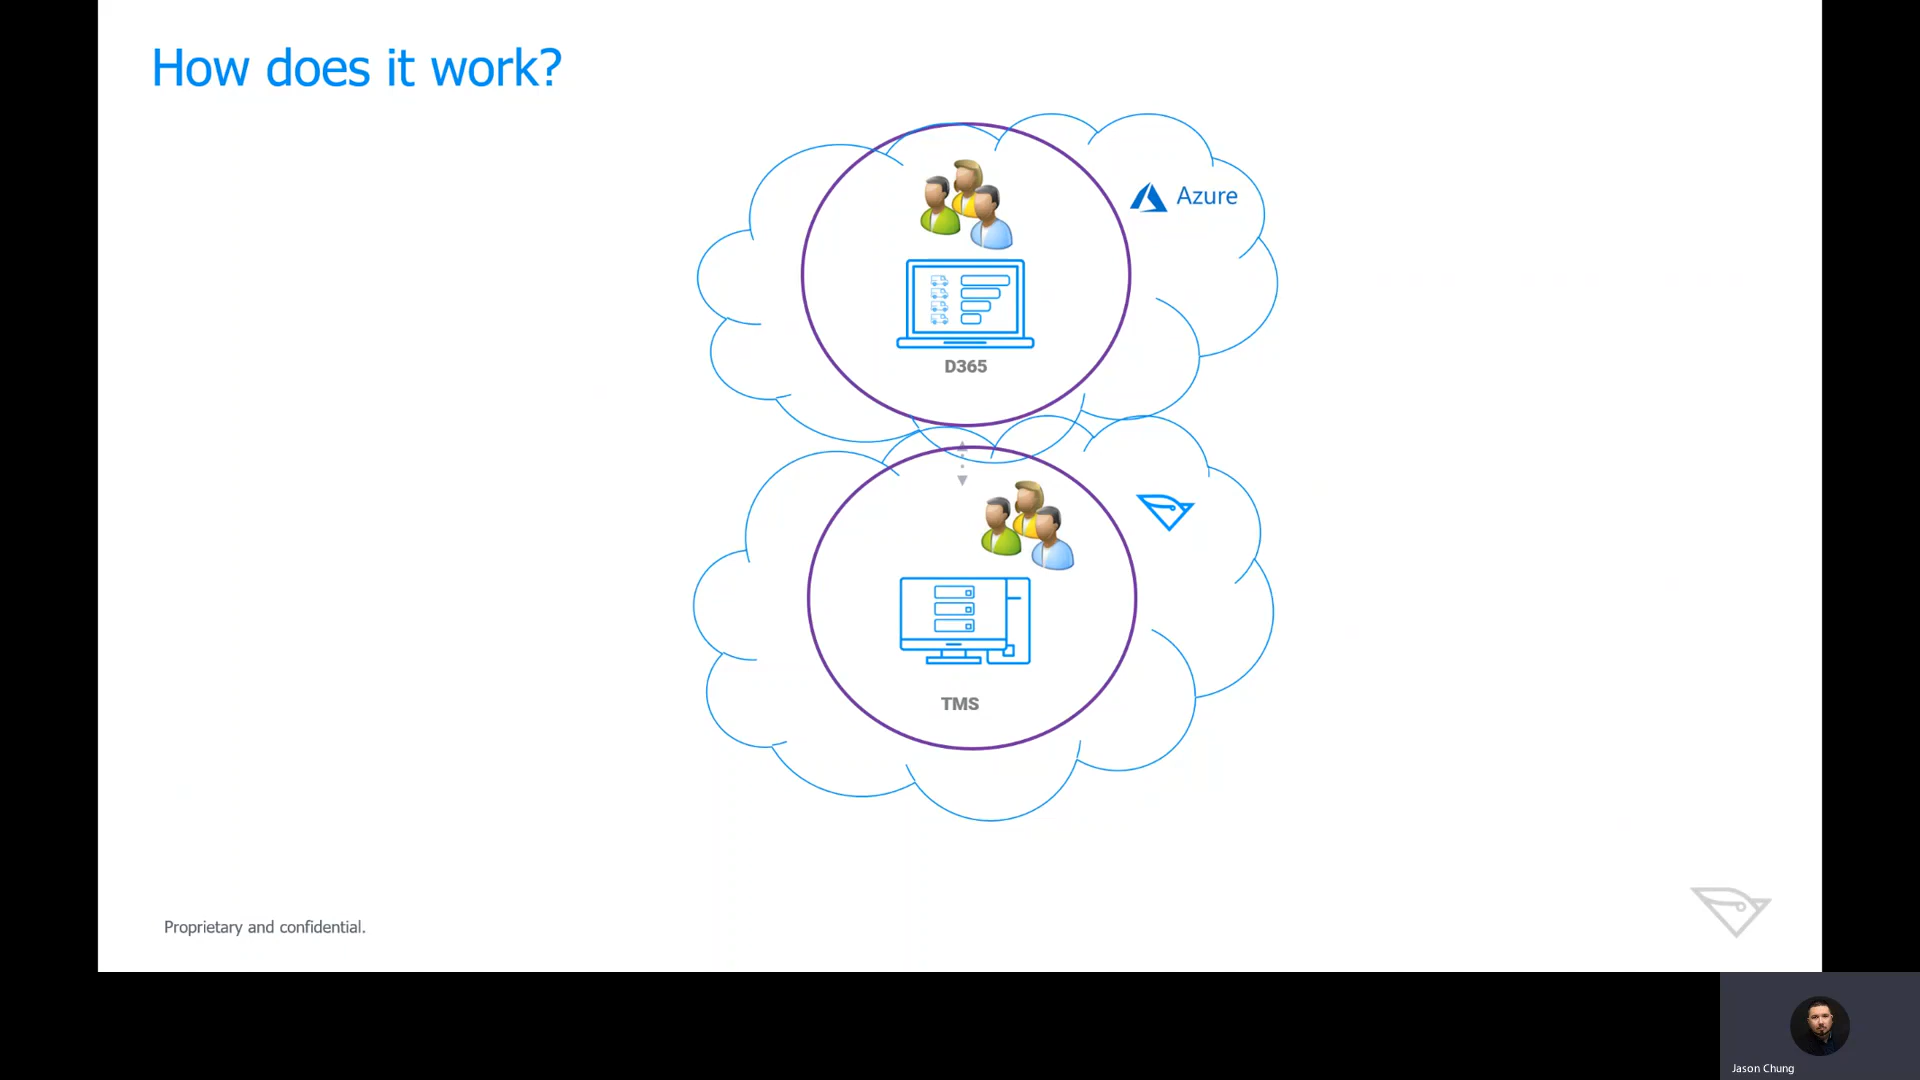 How does it work?
Azure
D365
TMS
Proprietary and confidential.
Jason Chung